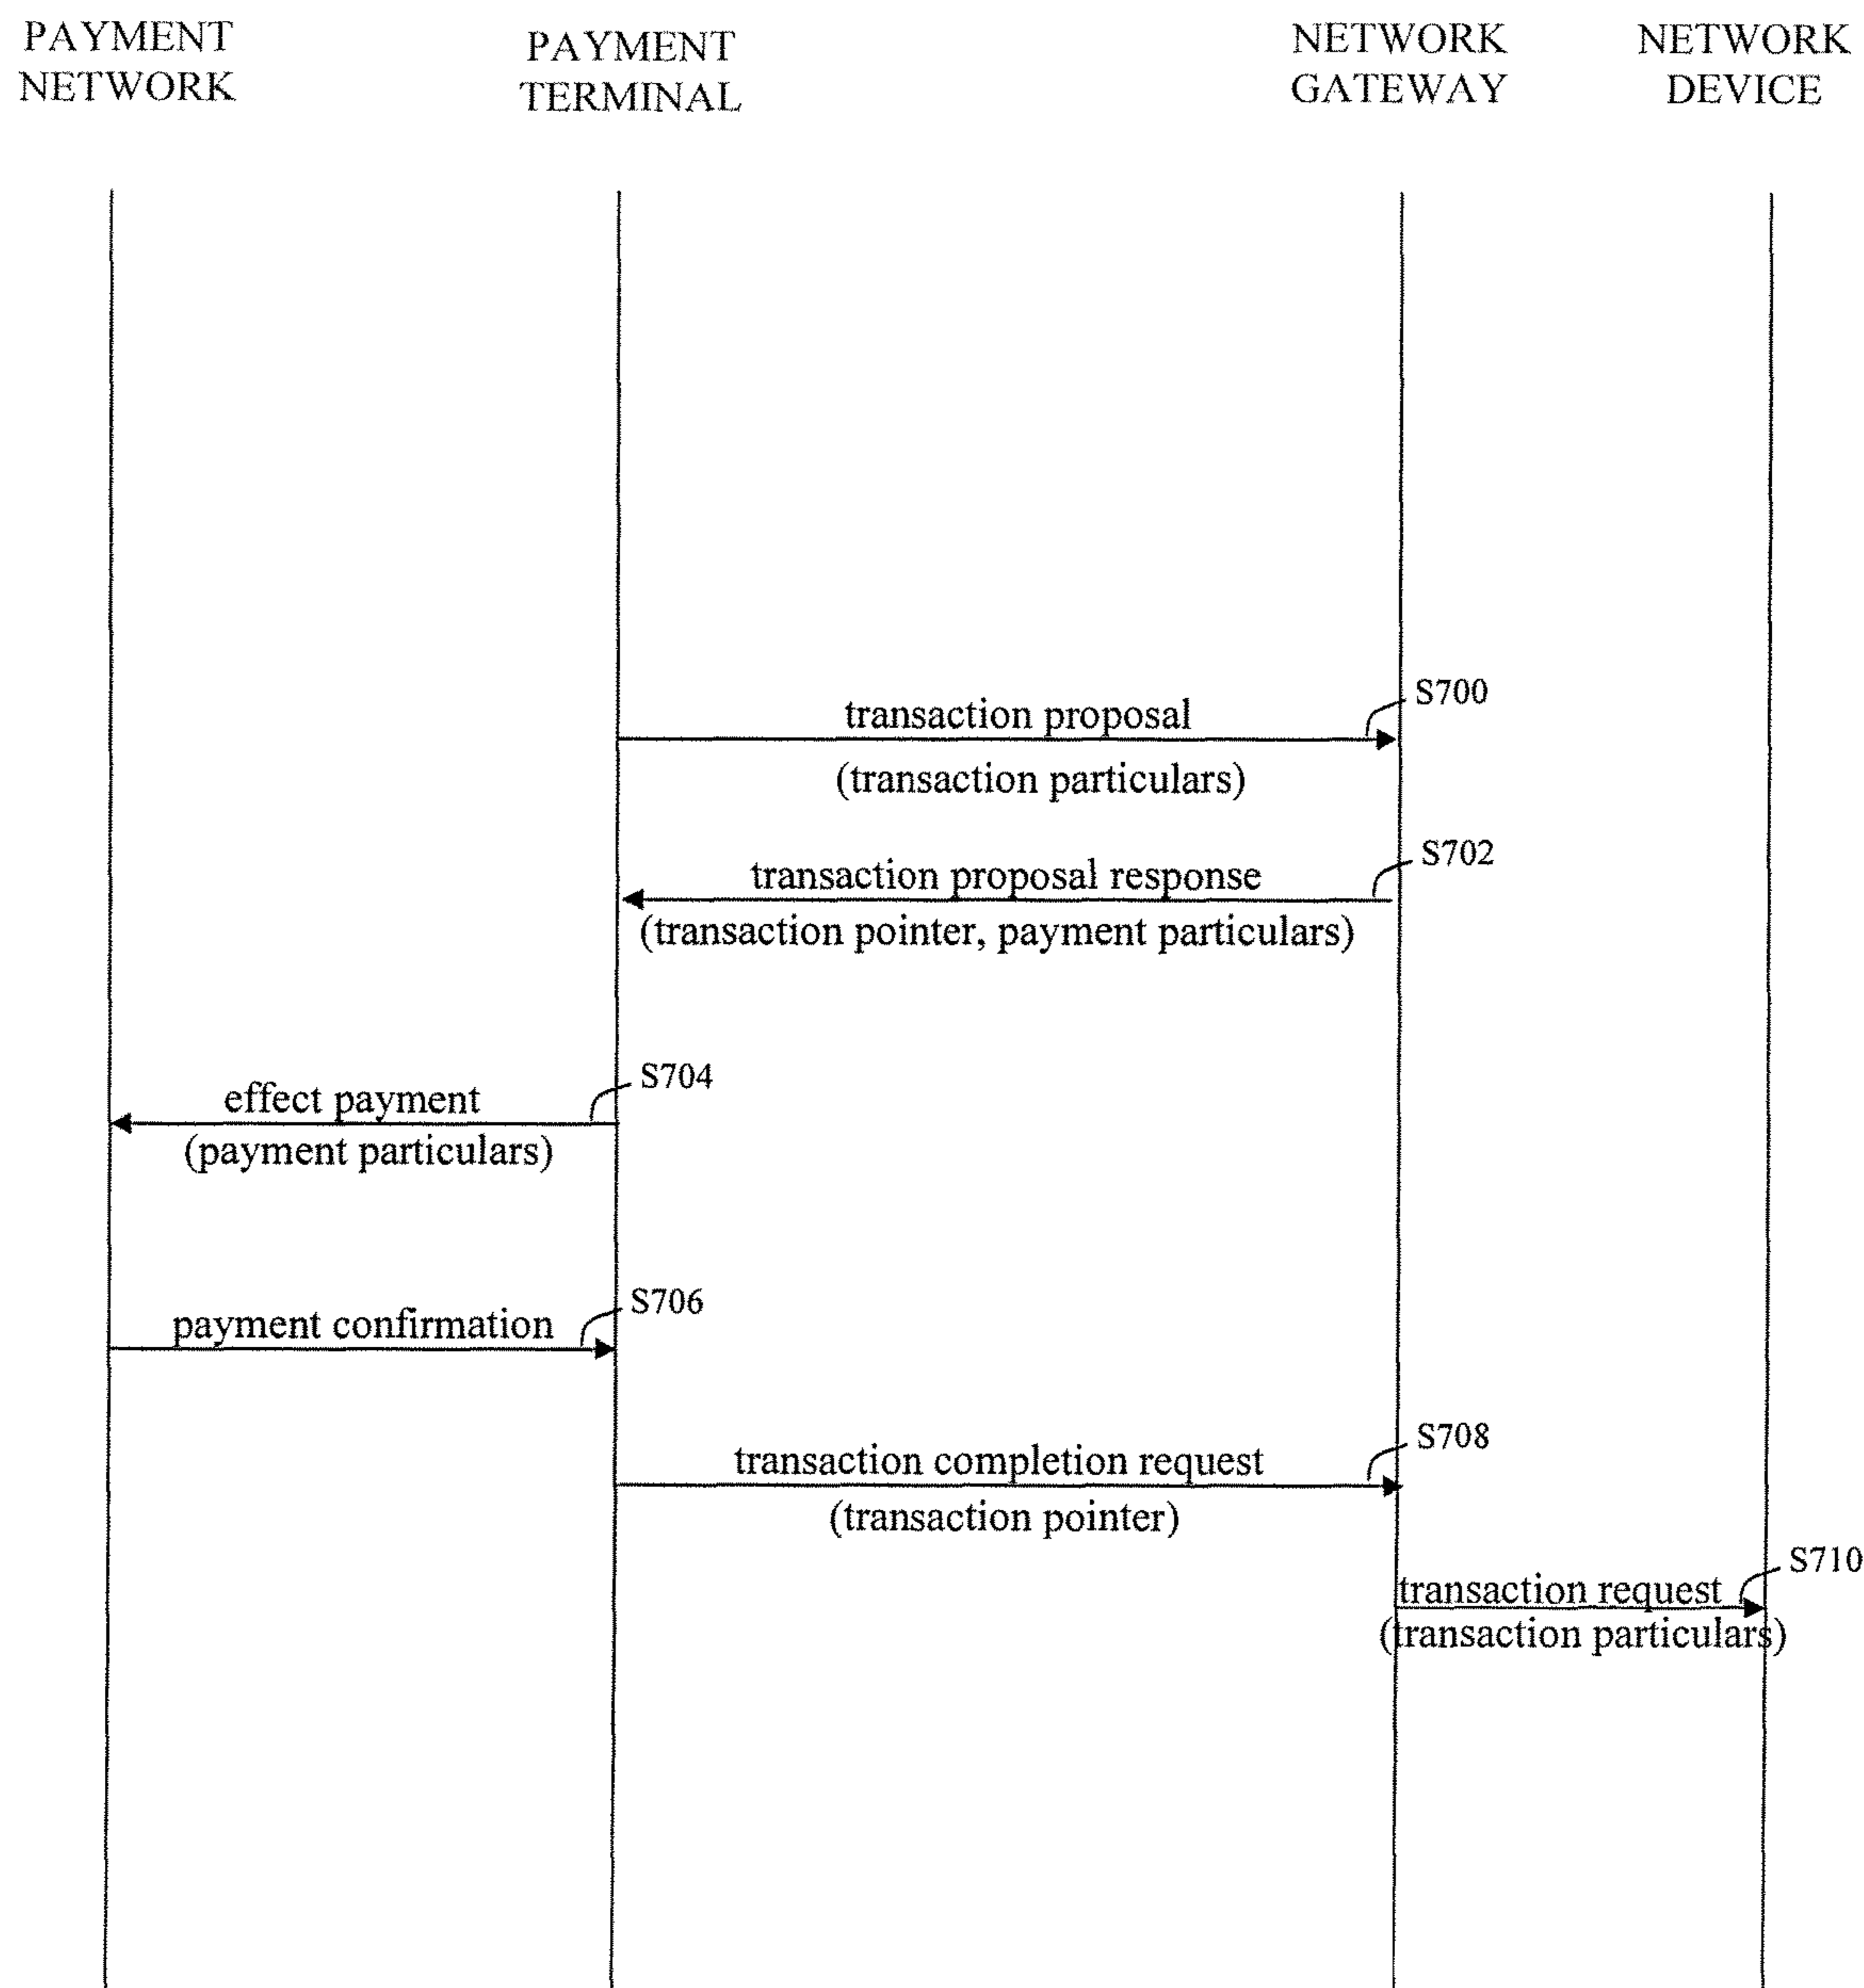 PAYMENT
NETWORK
PAYMENT
TERMINAL
NETWORK
GATEWAY
NETWORK
DEVICE
S700
transaction proposal
(transaction particulars)
S702
transaction proposal response
(transaction pointer, payment particulars)
S704
effect payment
(payment particulars)
S706
payment confirmation
S708
transaction completion request
(transaction pointer)
S710
transaction request
(transaction particulars)